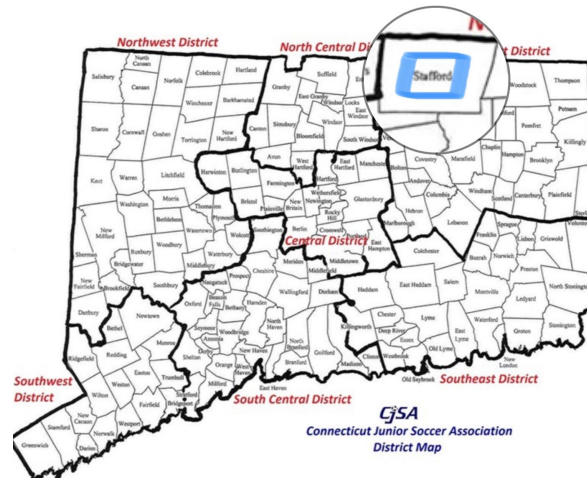 Northwest District
North Central Di
N
t District
Stafford
Salisbury
North Canaan
Canaan
Norfolk
Colebrook
Hartland
Granby
Suffield
East Granby
Windsor Locks
East Windsor
Windsor
Woodstock
Thompson
Putnam
Pomfret
Killingly
Sharon
Cornwall
Goshen
Winchester
Barkhamsted
Torrington
New Hartford
Canton
Simsbury
Bloomfield
South Windsor
Avon
West Hartford
Hartford
East Hartford
Manchester
Bolton
Coventry
Mansfield
Chaplin
Hampton
Brooklyn
Kent
Warren
Litchfield
Harwinton
Burlington
Farmington
Wethersfield
Newington
Glastonbury
Andover
Columbia
Windham
Scotland
Canterbury
Plainfield
Washington
Morris
Bethlehem
Thomaston
Plymouth
Bristol
Plainville
New Britain
Rocky Hill
Berlin
Cromwell
Hebron
Marlborough
Lebanon
Franklin
Sprague
Lisbon
Griswold
Voluntown
New Milford
Roxbury
Woodbury
Watertown
Wolcott
Southington
Central District
East Hampton
Colchester
Bozrah
Norwich
Preston
North Stonington
Sherman
New Fairfield
Bridgewater
Brookfield
Southbury
Middlebury
Waterbury
Naugatuck
Prospect
Cheshire
Meriden
Middletown
Middlefield
Durham
East Haddam
Haddam
Salem
Montville
Ledyard
Stonington
Danbury
Bethel
Newtown
Oxford
Beacon Falls
Bethany
Hamden
Wallingford
Killingworth
Chester
Deep River
Essex
Lyme
East Lyme
Waterford
Groton
Ridgefield
Redding
Monroe
Seymour
Ansonia
Derby
Shelton
Woodbridge
North Haven
North Branford
Guilford
Madison
Clinton
Westbrook
Old Lyme
New London
Old Saybrook
Southwest District
Wilton
Weston
Easton
Trumbull
Orange
New Haven
West Haven
Branford
East Haven
Milford
Stratford
Bridgeport
Fairfield
Westport
Norwalk
New Canaan
Darien
Stamford
Greenwich
South Central District
Southeast District
CJSA
Connecticut Junior Soccer Association
District Map